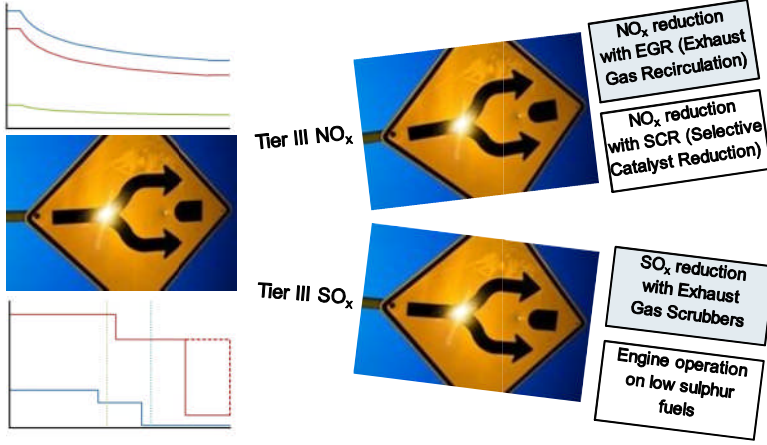 Tier III NOx
NOx reduction
with EGR (Exhaust
Gas Recirculation)
NOx reduction
with SCR (Selective
Catalyst Reduction)
Tier III SOx
SOx reduction
with Exhaust
Gas Scrubbers
Engine operation
on low sulphur
fuels